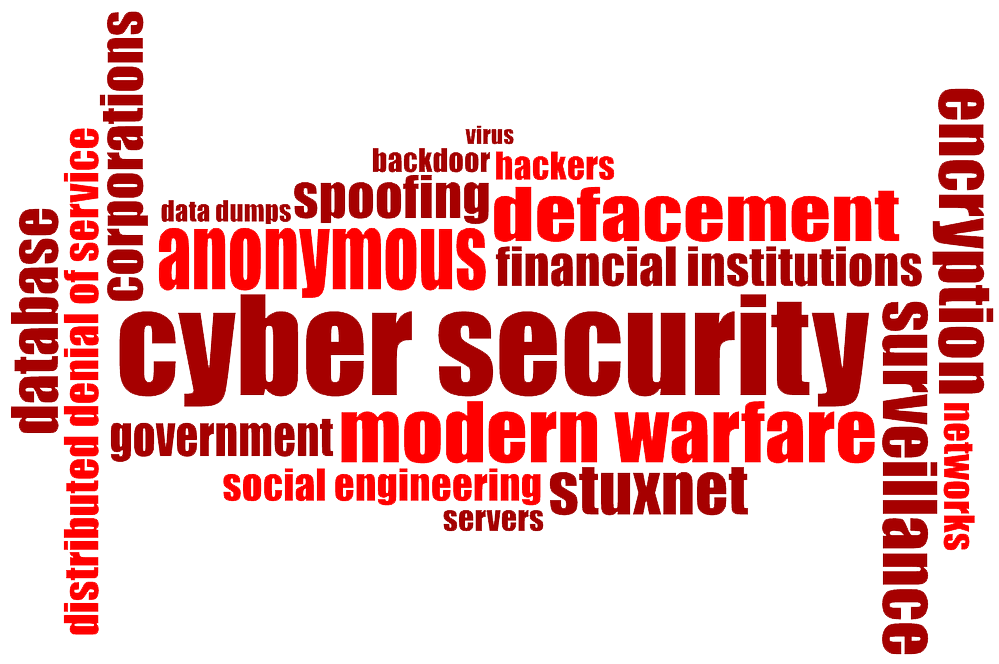 corporations
distributed denial of service
database
virus
backdoor
hackers
spoofing
data dumps
defacement
anonymous
financial institutions
cyber security
government
modern warfare
social engineering
stuxnet
servers
encryption
surveillance
networks